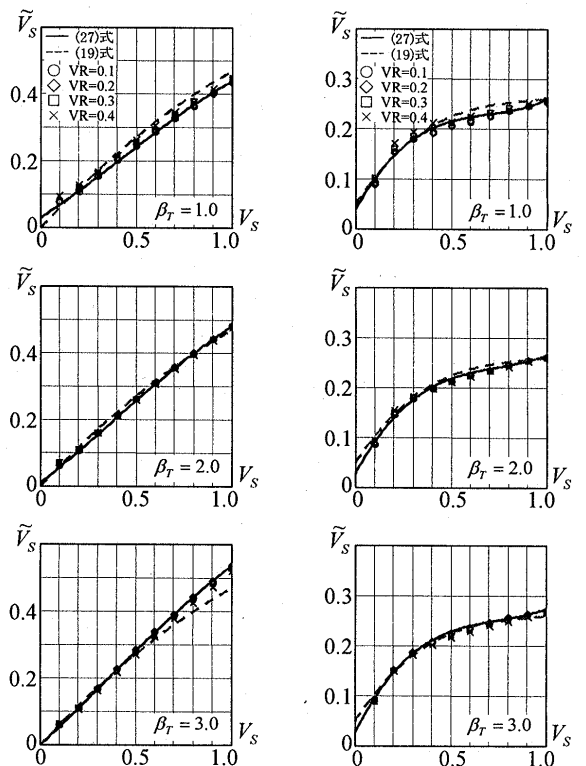 Ṽs
(27)式
(19)式
VR=0.1
VR=0.2
VR=0.3
VR=0.4
0.4
0.2
0
0
0.5
1.0
βT = 1.0
Vs
Ṽs
(27)式
(19)式
VR=0.1
VR=0.2
VR=0.3
VR=0.4
0.3
0.2
0.1
0
0
0.5
1.0
βT = 1.0
Vs
Ṽs
0.4
0.2
0
0
0.5
1.0
βT = 2.0
Vs
Ṽs
0.3
0.2
0.1
0
0
0.5
1.0
βT = 2.0
Vs
Ṽs
0.4
0.2
0
0
0.5
1.0
βT = 3.0
Vs
Ṽs
0.3
0.2
0.1
0
0
0.5
1.0
βT = 3.0
Vs